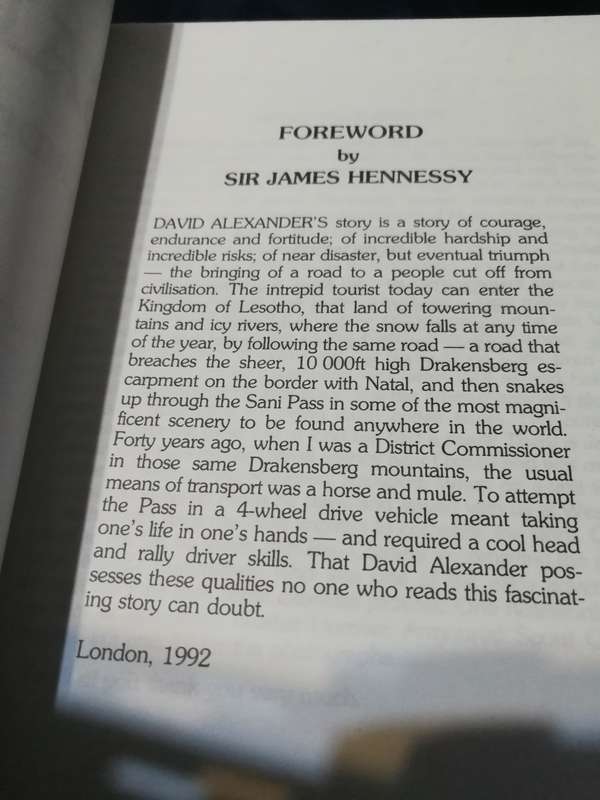 FOREWORD
by
SIR JAMES HENNESSY
DAVID ALEXANDER'S story is a story of courage,
endurance and fortitude; of incredible hardship and
incredible risks; of near disaster, but eventual triumph
— the bringing of a road to a people cut off from
civilisation. The intrepid tourist today can enter the
Kingdom of Lesotho, that land of towering moun-
tains and icy rivers, where the snow falls at any time
of the year, by following the same road — a road that
breaches the sheer, 10 000ft high Drakensberg es-
carpment on the border with Natal, and then snakes
up through the Sani Pass in some of the most magni-
ficent scenery to be found anywhere in the world.
Forty years ago, when I was a District Commissioner
in those same Drakensberg mountains, the usual
means of transport was a horse and mule. To attempt
the Pass in a 4-wheel drive vehicle meant taking
one's life in one's hands — and required a cool head
and rally driver skills. That David Alexander pos-
sesses these qualities no one who reads this fascinat-
ing story can doubt.
London, 1992